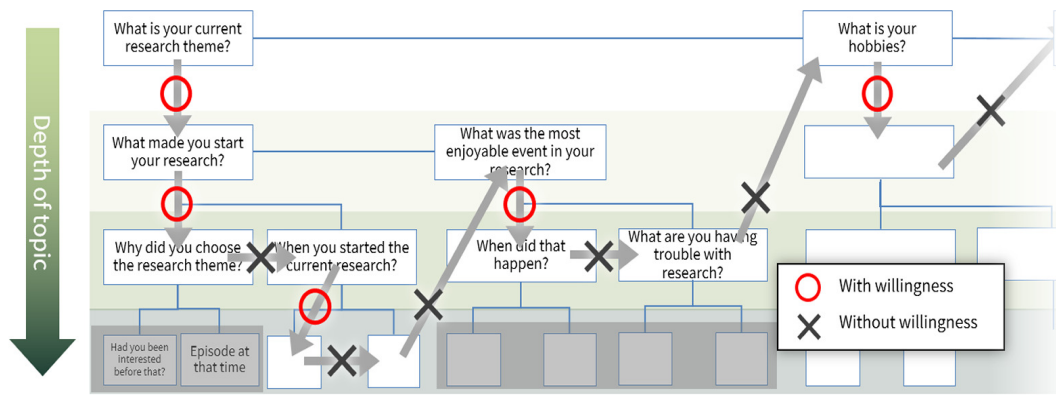 What is your current
research theme?
What is your
hobbies?
Depth of topic
What made you start
your research?
What was the most
enjoyable event in your
research?
Why did you choose
the research theme?
When you started the
current research?
When did that
happen?
What are you having
trouble with
research?
With willingness
Without willingness
Had you been
interested
before that?
Episode at
that time